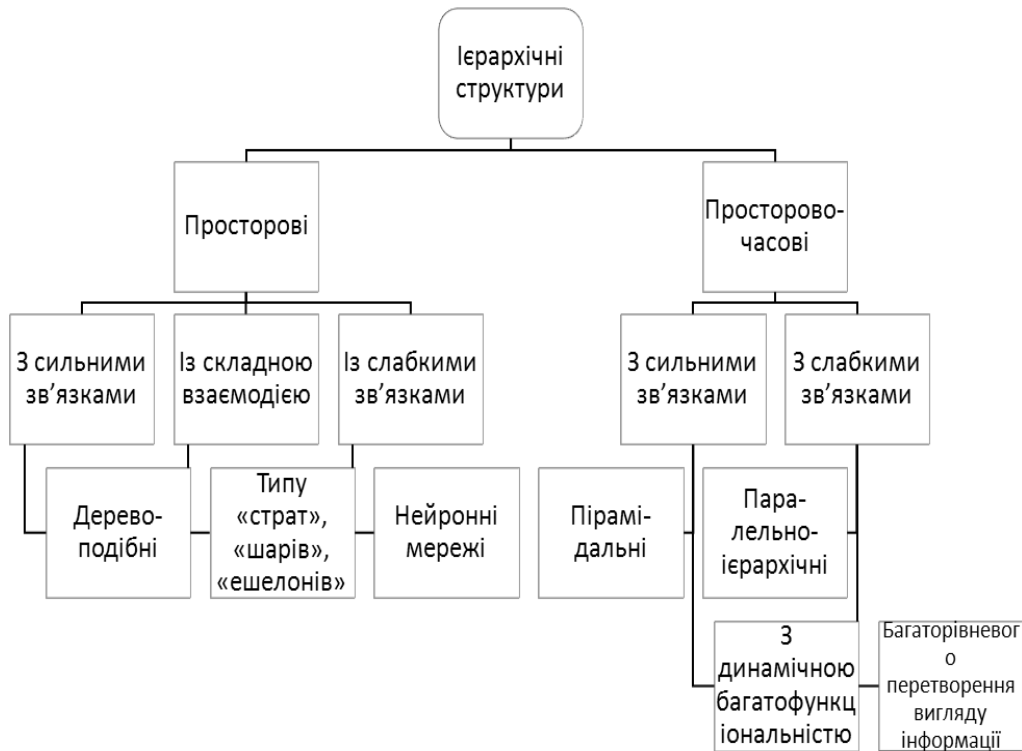 Ієрархічні
структури
Просторові
Просторово-
часові
З сильними
зв’язками
Із складною
взаємодією
Із слабкими
зв’язками
З сильними
зв’язками
З слабкими
зв’язками
Дерево-
подібні
Типу
«страт»,
«шарів»,
«ешелонів»
Нейронні
мережі
Пірамі-
дальні
Пара-
лельно-
ієрархічні
З
динамічною
багатофункц
іональністю
Багаторівневог
о
перетворення
вигляду
інформації